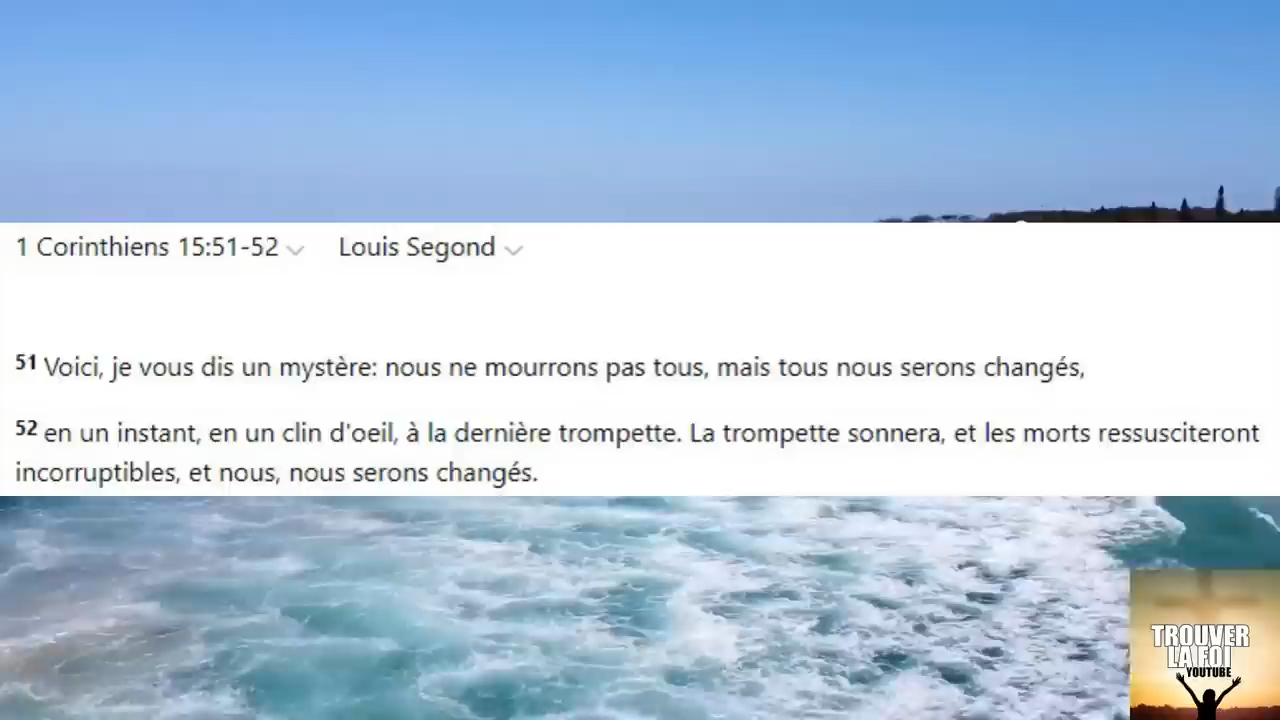 1 Corinthiens 15:51-52 Louis Segond
51 Voici, je vous dis un mystère: nous ne mourrons pas tous, mais tous nous serons changés,
52 en un instant, en un clin d'oeil, à la dernière trompette. La trompette sonnera, et les morts ressusciteront
incorruptibles, et nous, nous serons changés.
TROUVER
LA FOI
YOUTUBE